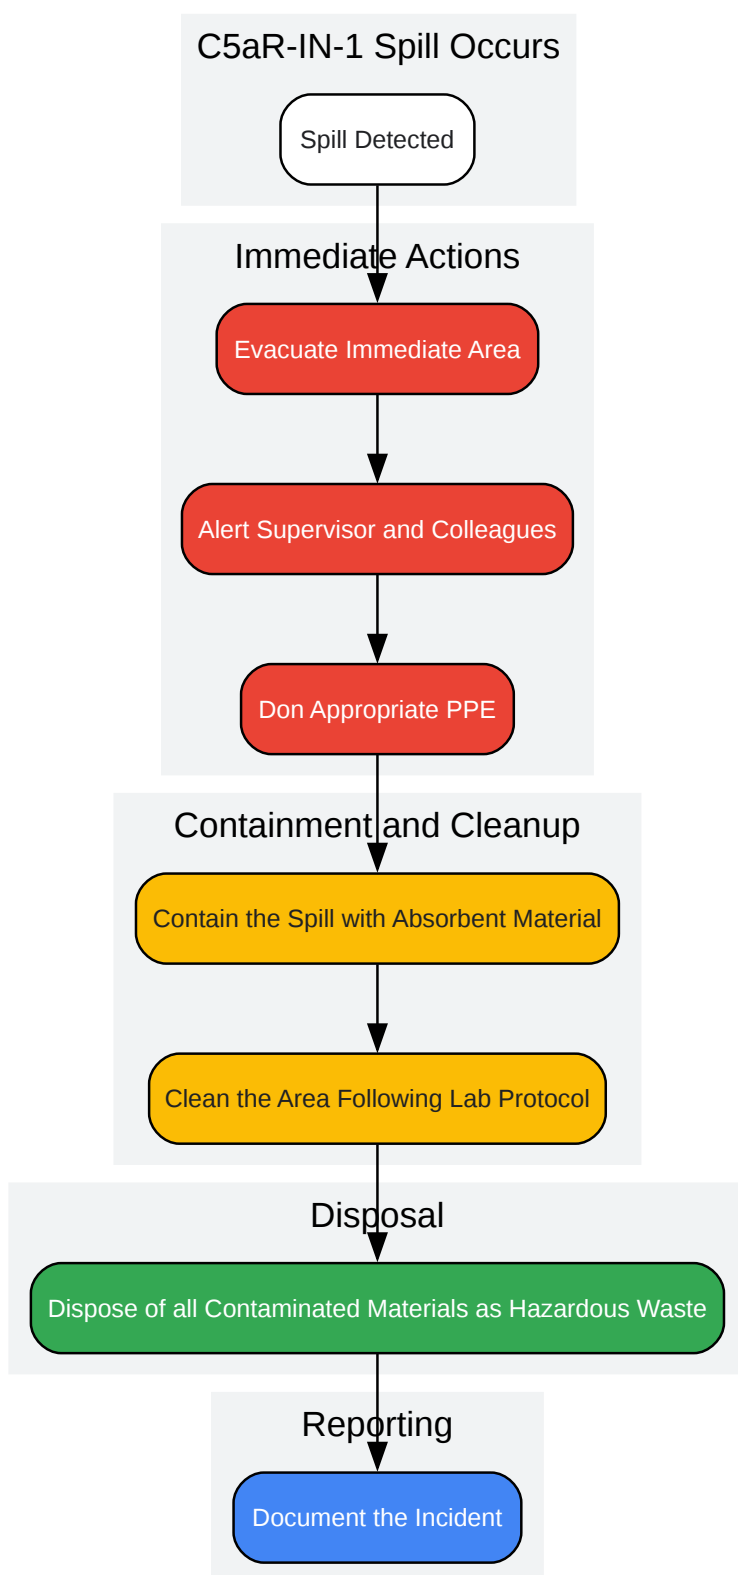 C5aR-IN-1 Spill Occurs
Spill Detected
Immediate Actions
Evacuate Immediate Area
Alert Supervisor and Colleagues
Don Appropriate PPE
Containment and Cleanup
Contain the Spill with Absorbent Material
Clean the Area Following Lab Protocol
Disposal
Dispose of all Contaminated Materials as Hazardous Waste
Reporting
Document the Incident